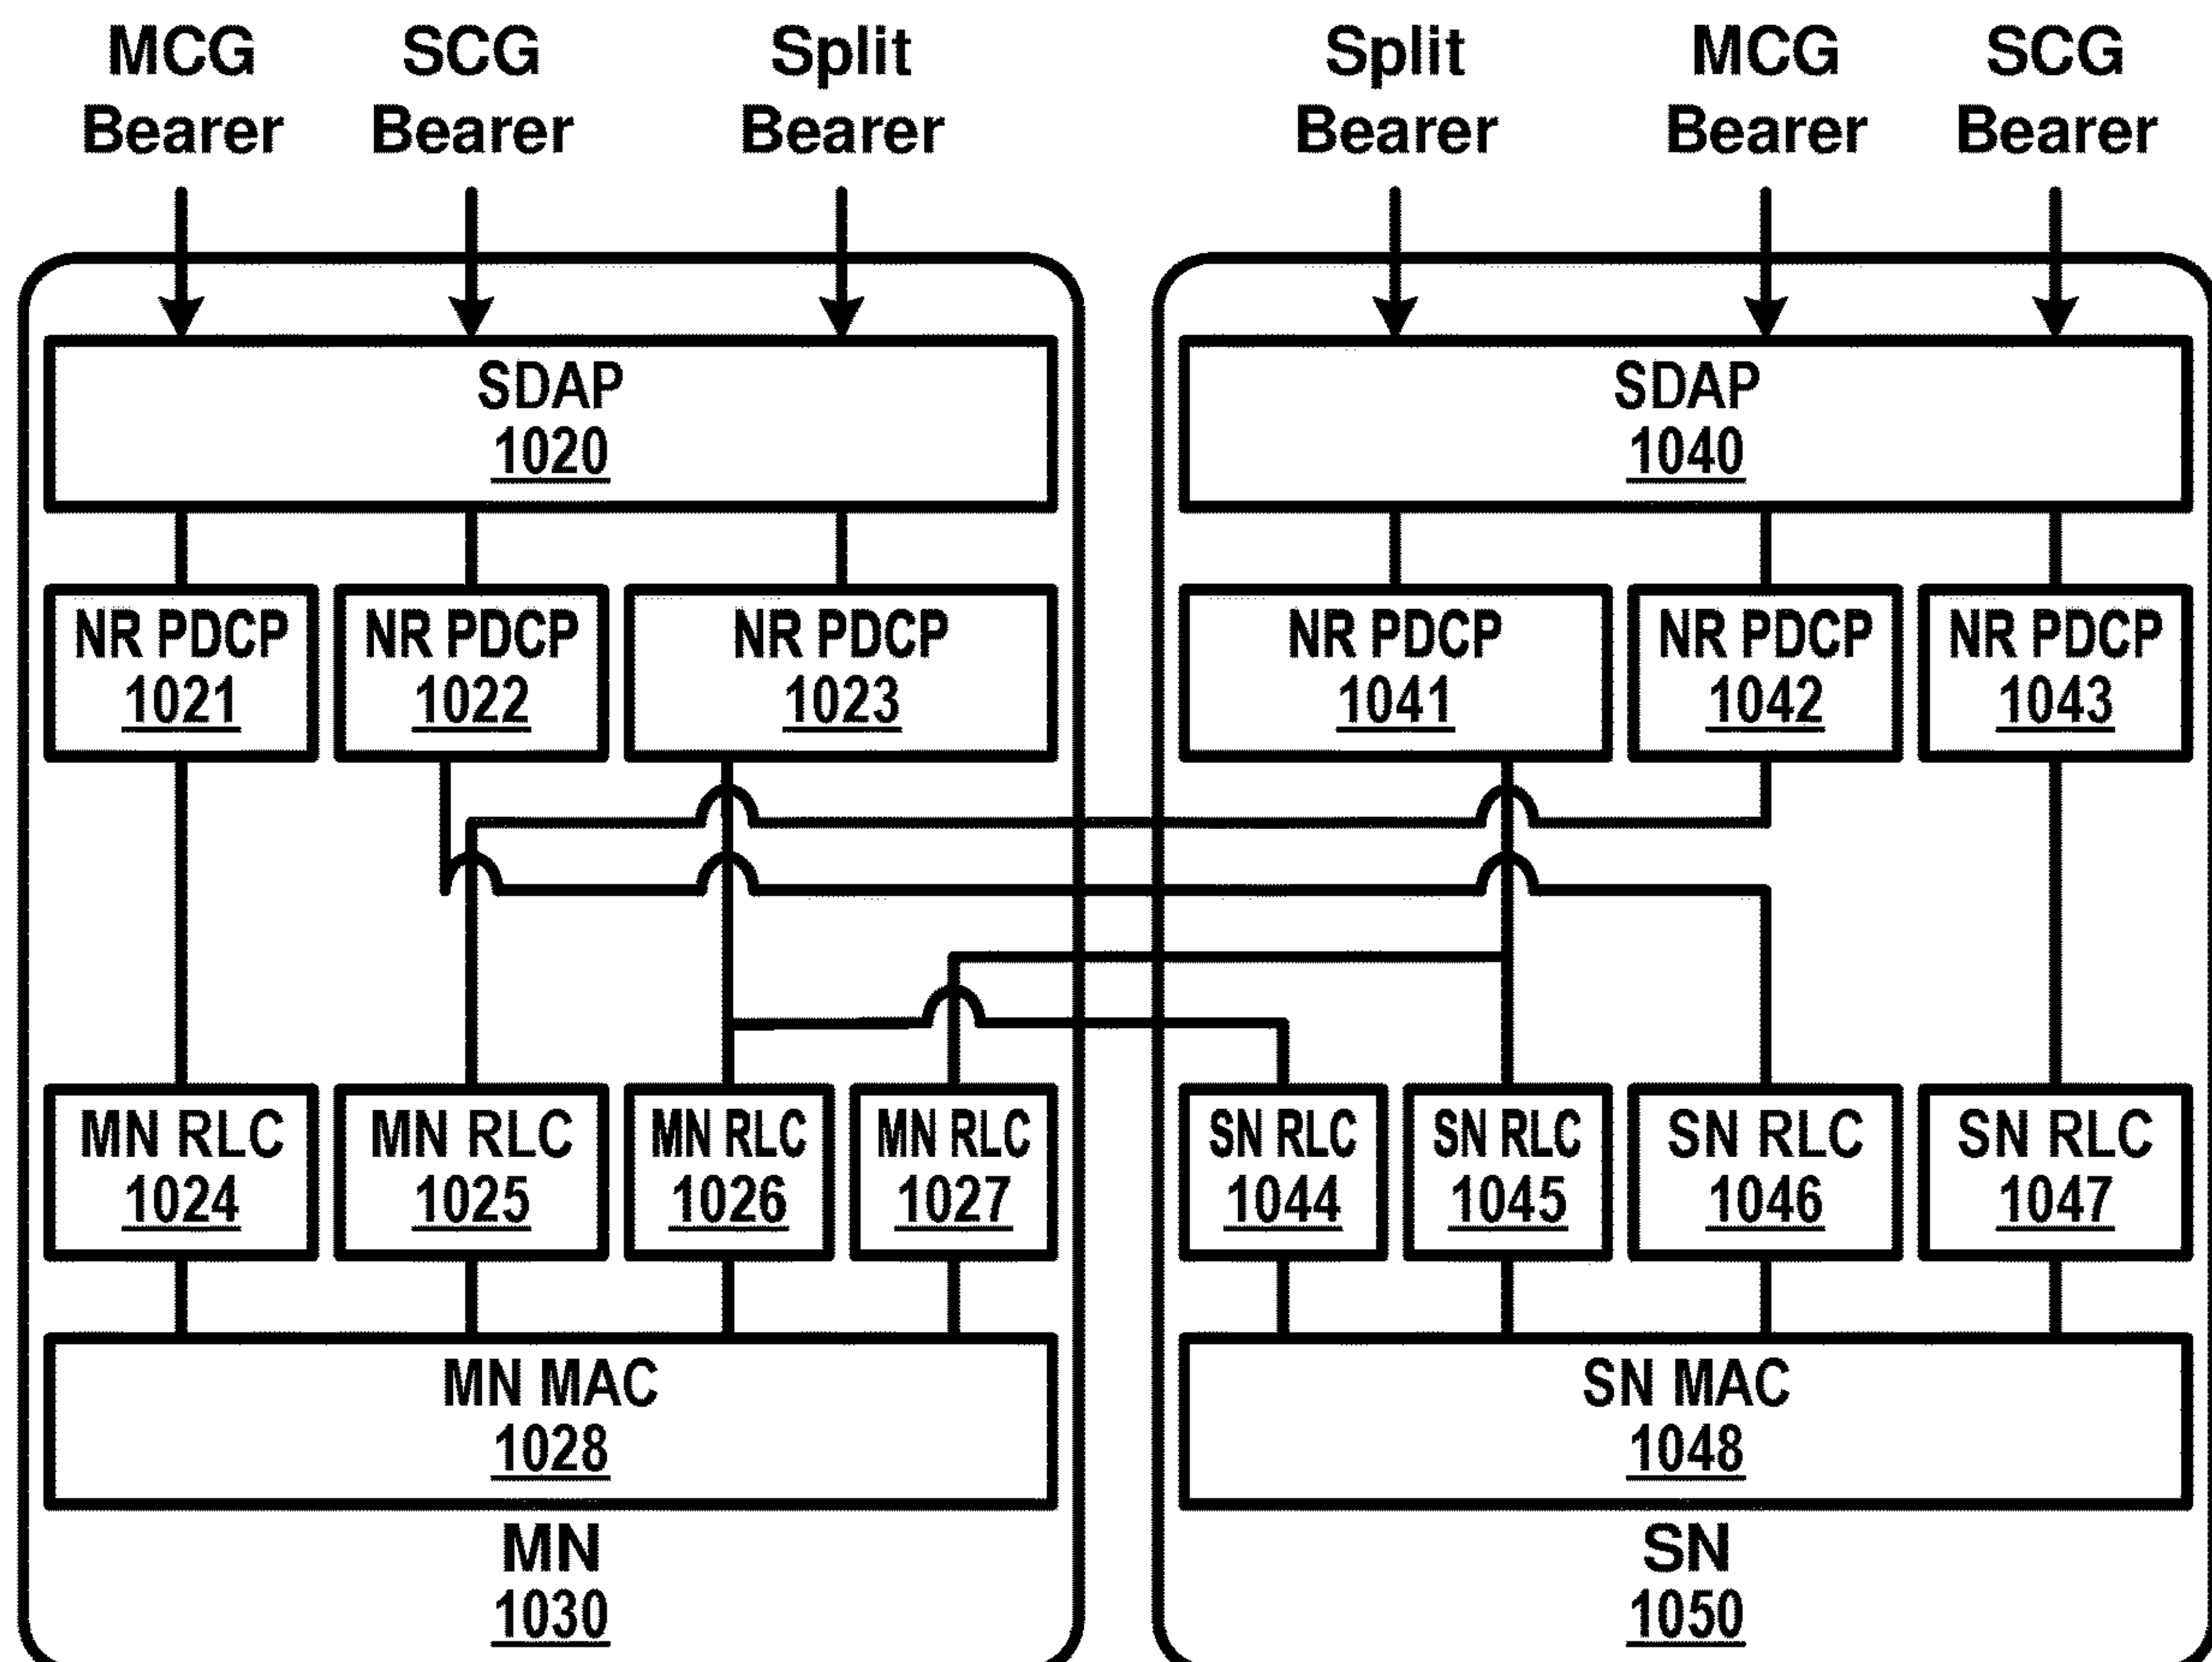 MCG
Bearer
SCG
Bearer
Split
Bearer
Split
Bearer
MCG
Bearer
SCG
Bearer
SDAP
1020
SDAP
1040
NR PDCP
1021
NR PDCP
1022
NR PDCP
1023
NR PDCP
1041
NR PDCP
1042
NR PDCP
1043
MN RLC
1024
MN RLC
1025
MN RLC
1026
MN RLC
1027
SN RLC
1044
SN RLC
1045
SN RLC
1046
SN RLC
1047
MN MAC
1028
SN MAC
1048
MN
1030
SN
1050